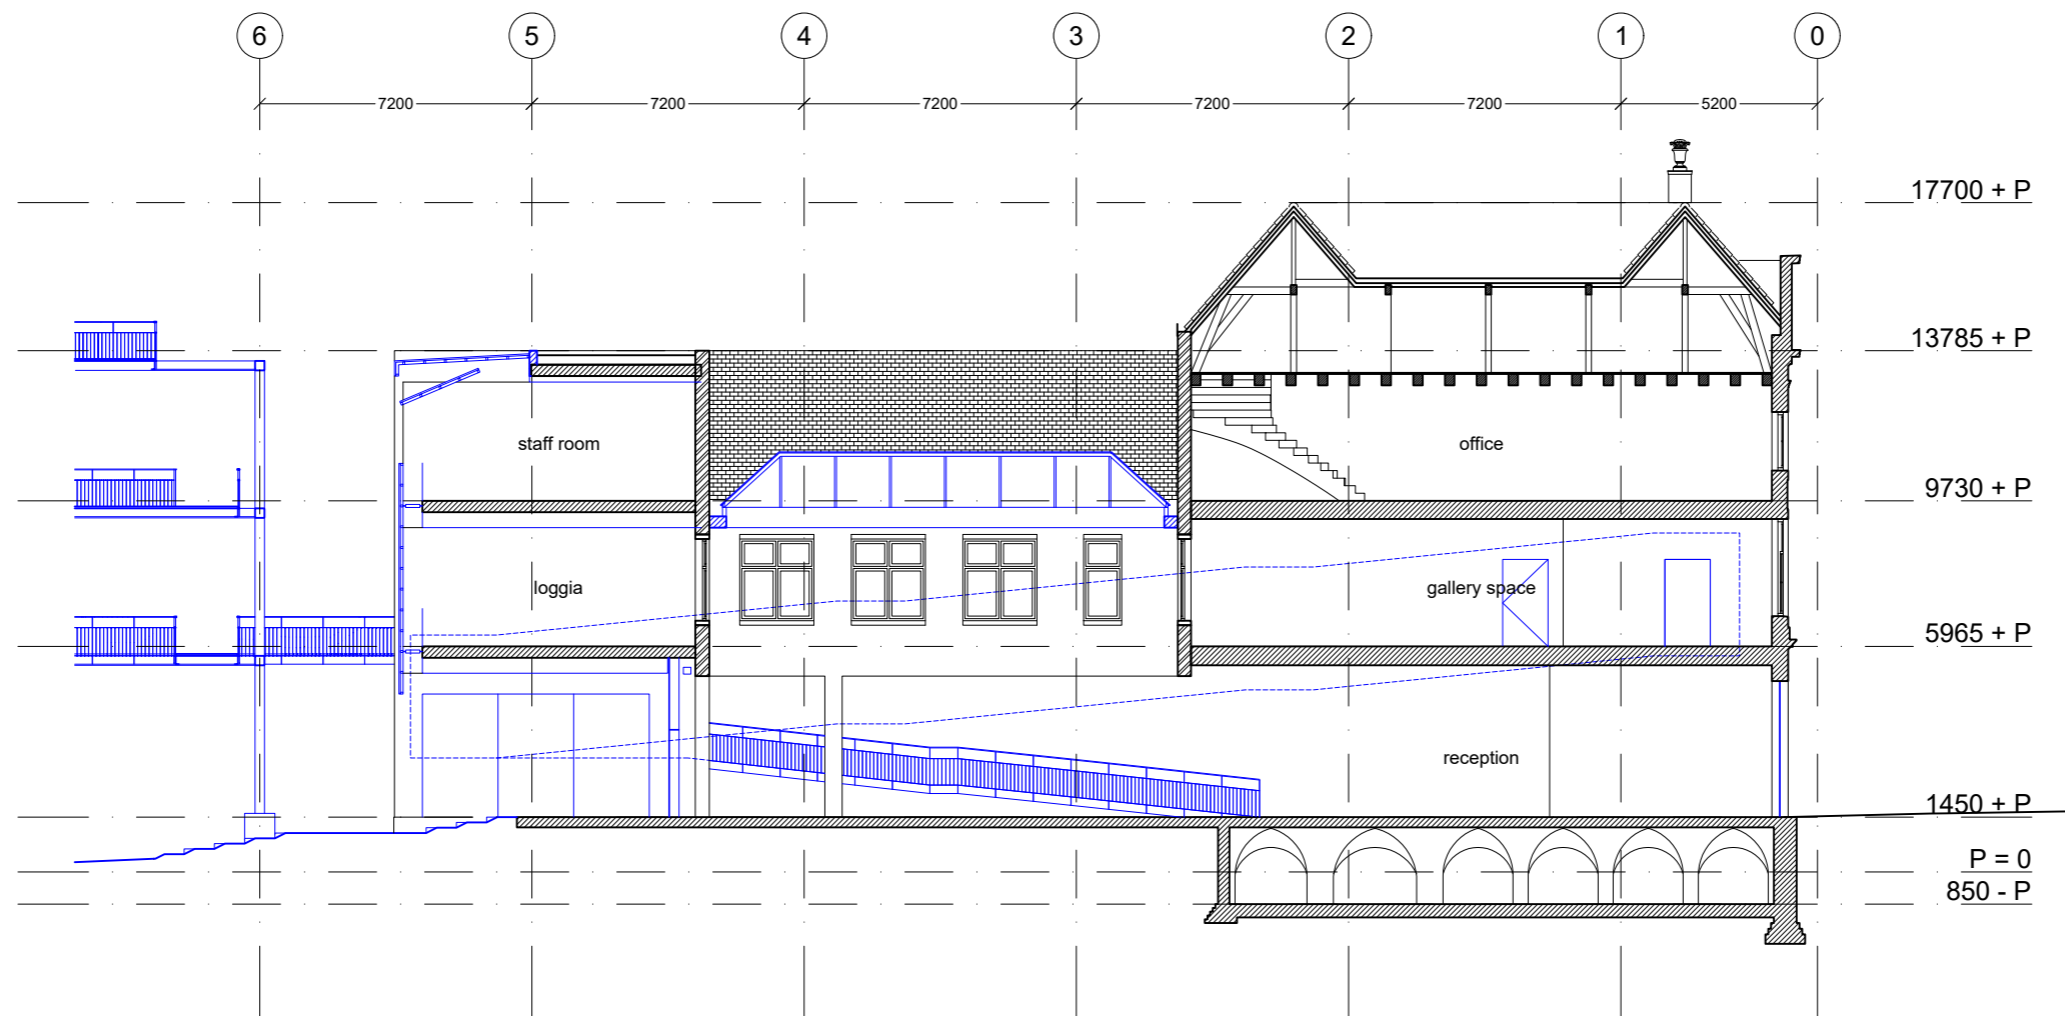 6 5 4 3 2 1 0
7200 7200 7200 7200 7200 5200
17700 + P
13785 + P
staff room office
9730 + P
loggia gallery space
5965 + P
reception
1450 + P
P = 0
850 - P